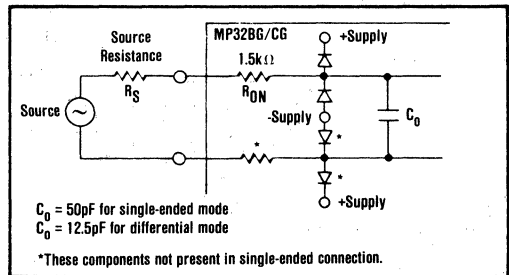 MP32BG/CG
+Supply
Source
Resistance
1.5kΩ
R_S
R_ON
Source
-Supply
C_0
*
*
*
+Supply
C_0 = 50pF for single-ended mode
C_0 = 12.5pF for differential mode
*These components not present in single-ended connection.